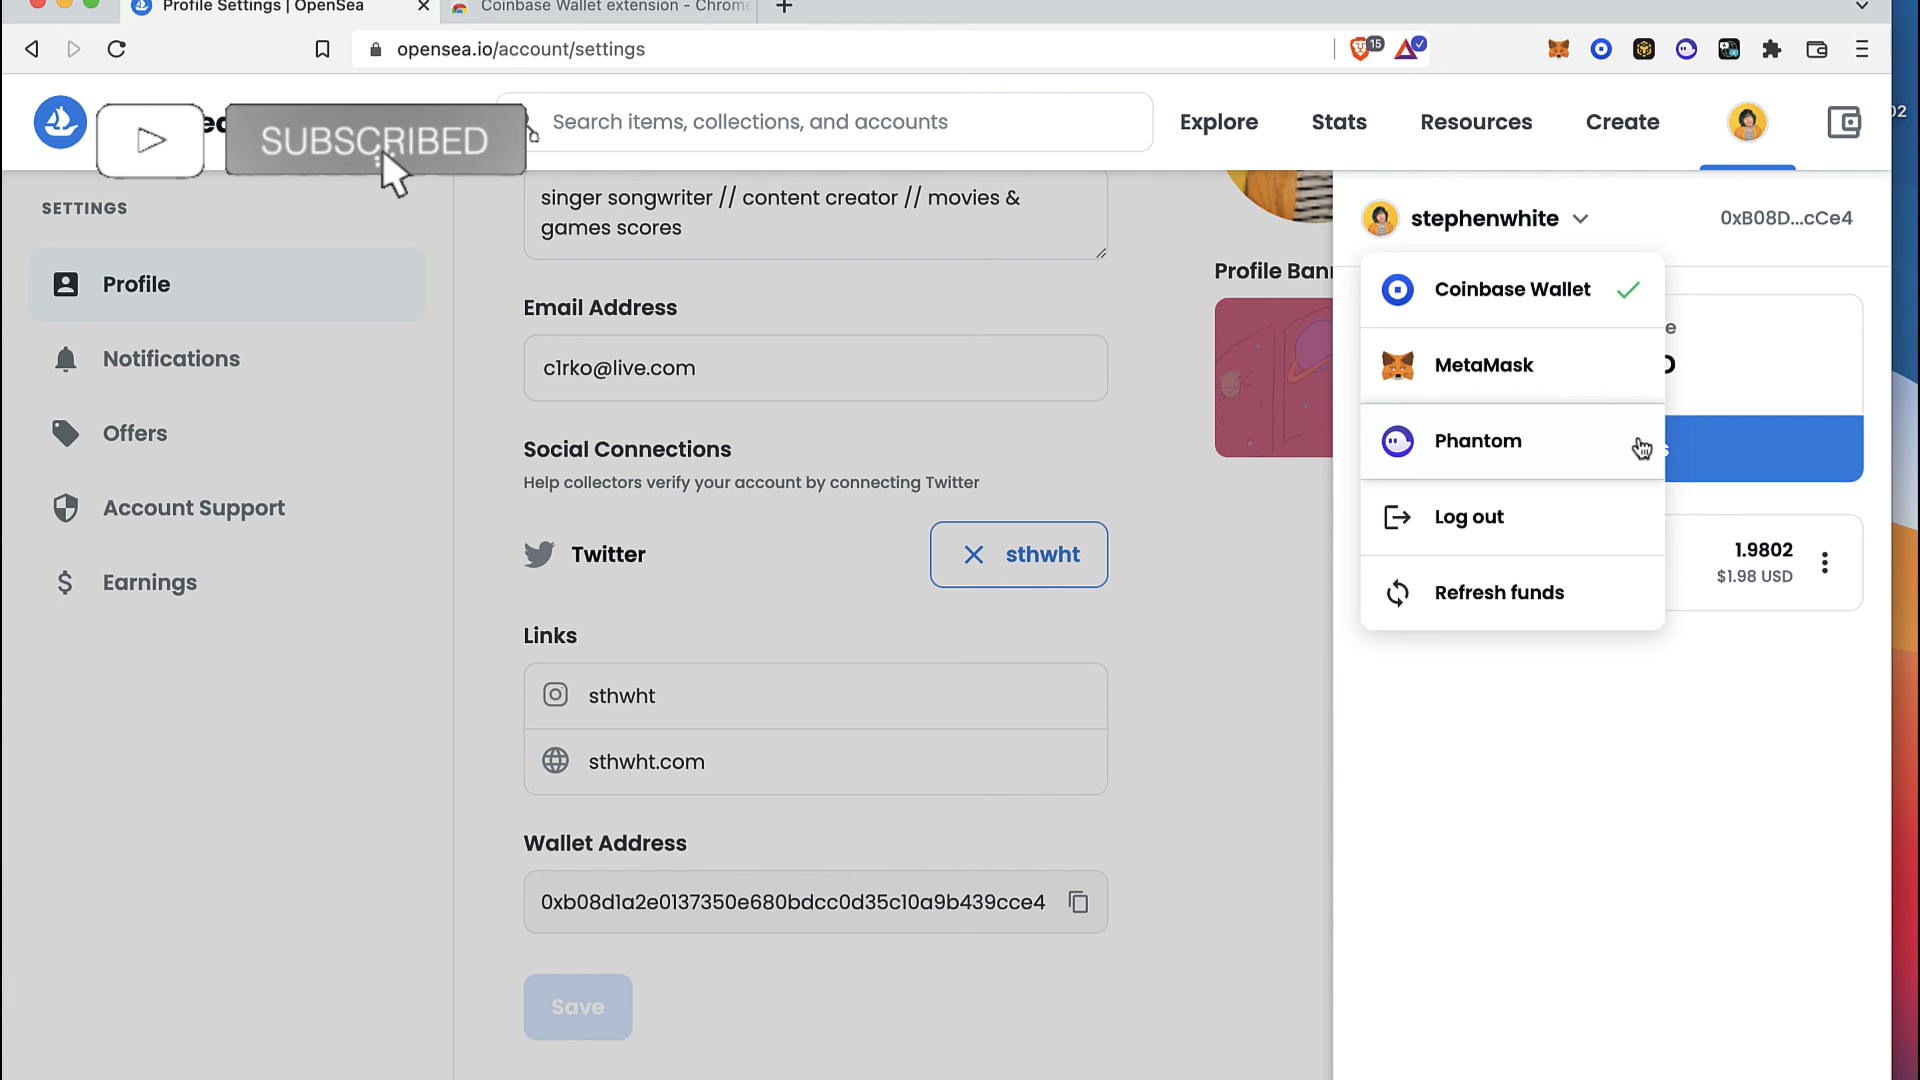 Profile Settings | OpenSea
Coinbase Wallet extension - Chrome
opensea.io/account/settings
15
SUBSCRIBED
Search items, collections, and accounts
Explore
Stats
Resources
Create
SETTINGS
Profile
Notifications
Offers
Account Support
Earnings
singer songwriter // content creator // movies &
games scores
Email Address
c1rko@live.com
Social Connections
Help collectors verify your account by connecting Twitter
Twitter
sthwht
Links
sthwht
sthwht.com
Wallet Address
0xb08d1a2e0137350e680bdcc0d35c10a9b439cce4
Save
Profile Ban
stephenwhite
0xB08D...cCe4
Coinbase Wallet
MetaMask
Phantom
Log out
Refresh funds
1.9802
$1.98 USD